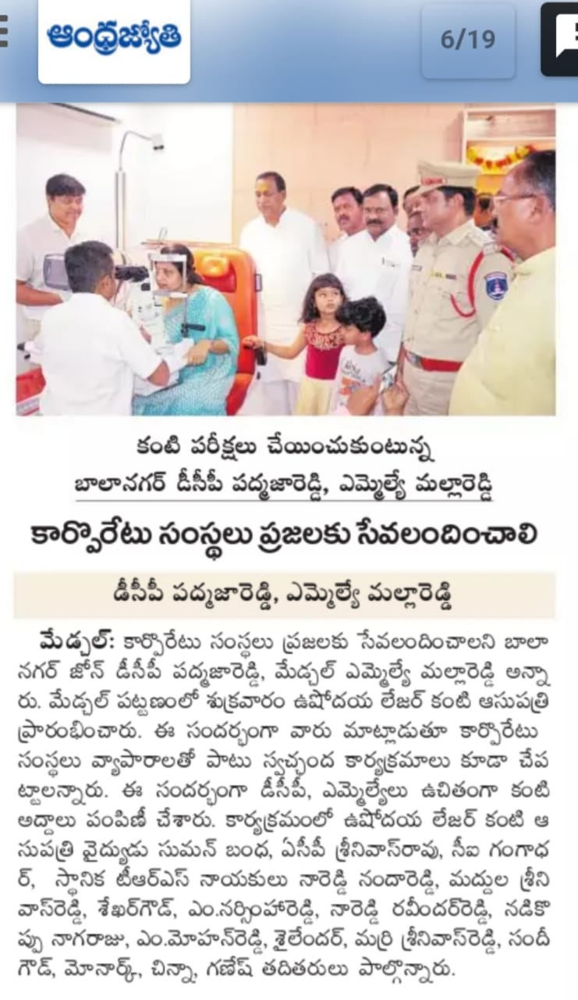 ఆంధ్రజ్యోతి
6/19
కంటి పరీక్షలు చేయించుకుంటున్న
బాలానగర్ డీసీపీ పద్మజారెడ్డి, ఎమ్మెల్యే మల్లారెడ్డి
కార్పొరేటు సంస్థలు ప్రజలకు సేవలందించాలి
డీసీపీ పద్మజారెడ్డి, ఎమ్మెల్యే మల్లారెడ్డి
మేడ్చల్: కార్పొరేటు సంస్థలు ప్రజలకు సేవలందించాలని బాలా
నగర్ జోన్ డీసీపీ పద్మజారెడ్డి, మేడ్చల్ ఎమ్మెల్యే మల్లారెడ్డి అన్నా
రు. మేడ్చల్ పట్టణంలో శుక్రవారం ఉషోదయ లేజర్ కంటి ఆసుపత్రి
ప్రారంభించారు. ఈ సందర్భంగా వారు మాట్లాడుతూ కార్పొరేటు
సంస్థలు వ్యాపారాలతో పాటు స్వచ్ఛంద కార్యక్రమాలు కూడా చేప
ట్టాలన్నారు. ఈ సందర్భంగా డీసీపీ, ఎమ్మెల్యేలు ఉచితంగా కంటి
అద్దాలు పంపిణీ చేశారు. కార్యక్రమంలో ఉషోదయ లేజర్ కంటి ఆ
సుపత్రి వైద్యుడు సుమన్ బంధ, ఏసీపీ శ్రీనివాస్‌రావు, సీఐ గంగాధ
ర్, స్థానిక టీఆర్ఎస్ నాయకులు నారెడ్డి నందారెడ్డి, మద్దుల శ్రీని
వాస్‌రెడ్డి, శేఖర్‌గౌడ్, ఎం.నర్సింహారెడ్డి, నారెడ్డి రవీందర్‌రెడ్డి, నడికొ
ప్పు నాగరాజు, ఎం.మోహన్‌రెడ్డి, శైలేందర్, మర్రి శ్రీనివాస్‌రెడ్డి, సందీ
గౌడ్, మోనార్క్, చిన్నా, గణేష్ తదితరులు పాల్గొన్నారు.